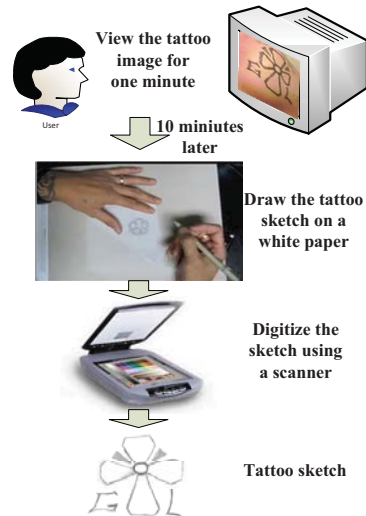 View the tattoo
image for
one minute
User
10 miniutes
later
Draw the tattoo
sketch on a
white paper
Digitize the
sketch using
a scanner
Tattoo sketch
G L